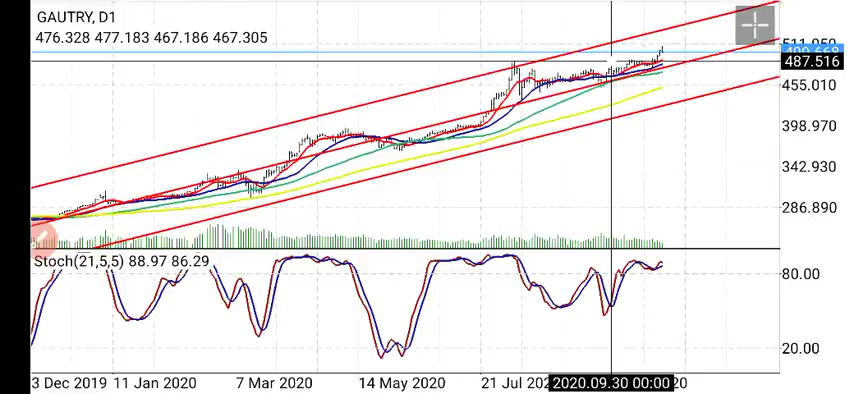 GAUTRY, D1
476.328 477.183 467.186 467.305
487.516
455.010
398.970
342.930
286.890
Stoch(21,5,5) 88.97 86.29
80.00
20.00
3 Dec 2019 11 Jan 2020 7 Mar 2020 14 May 2020 21 Jul 2020.09.30 00:00 20